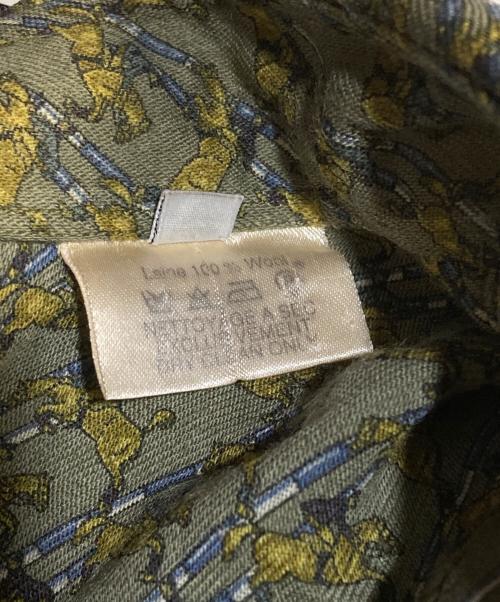 Laine 100 % Wool
NETTOYAGE A SEC
EXCLUSIVEMENT
DRY CLEAN ONLY